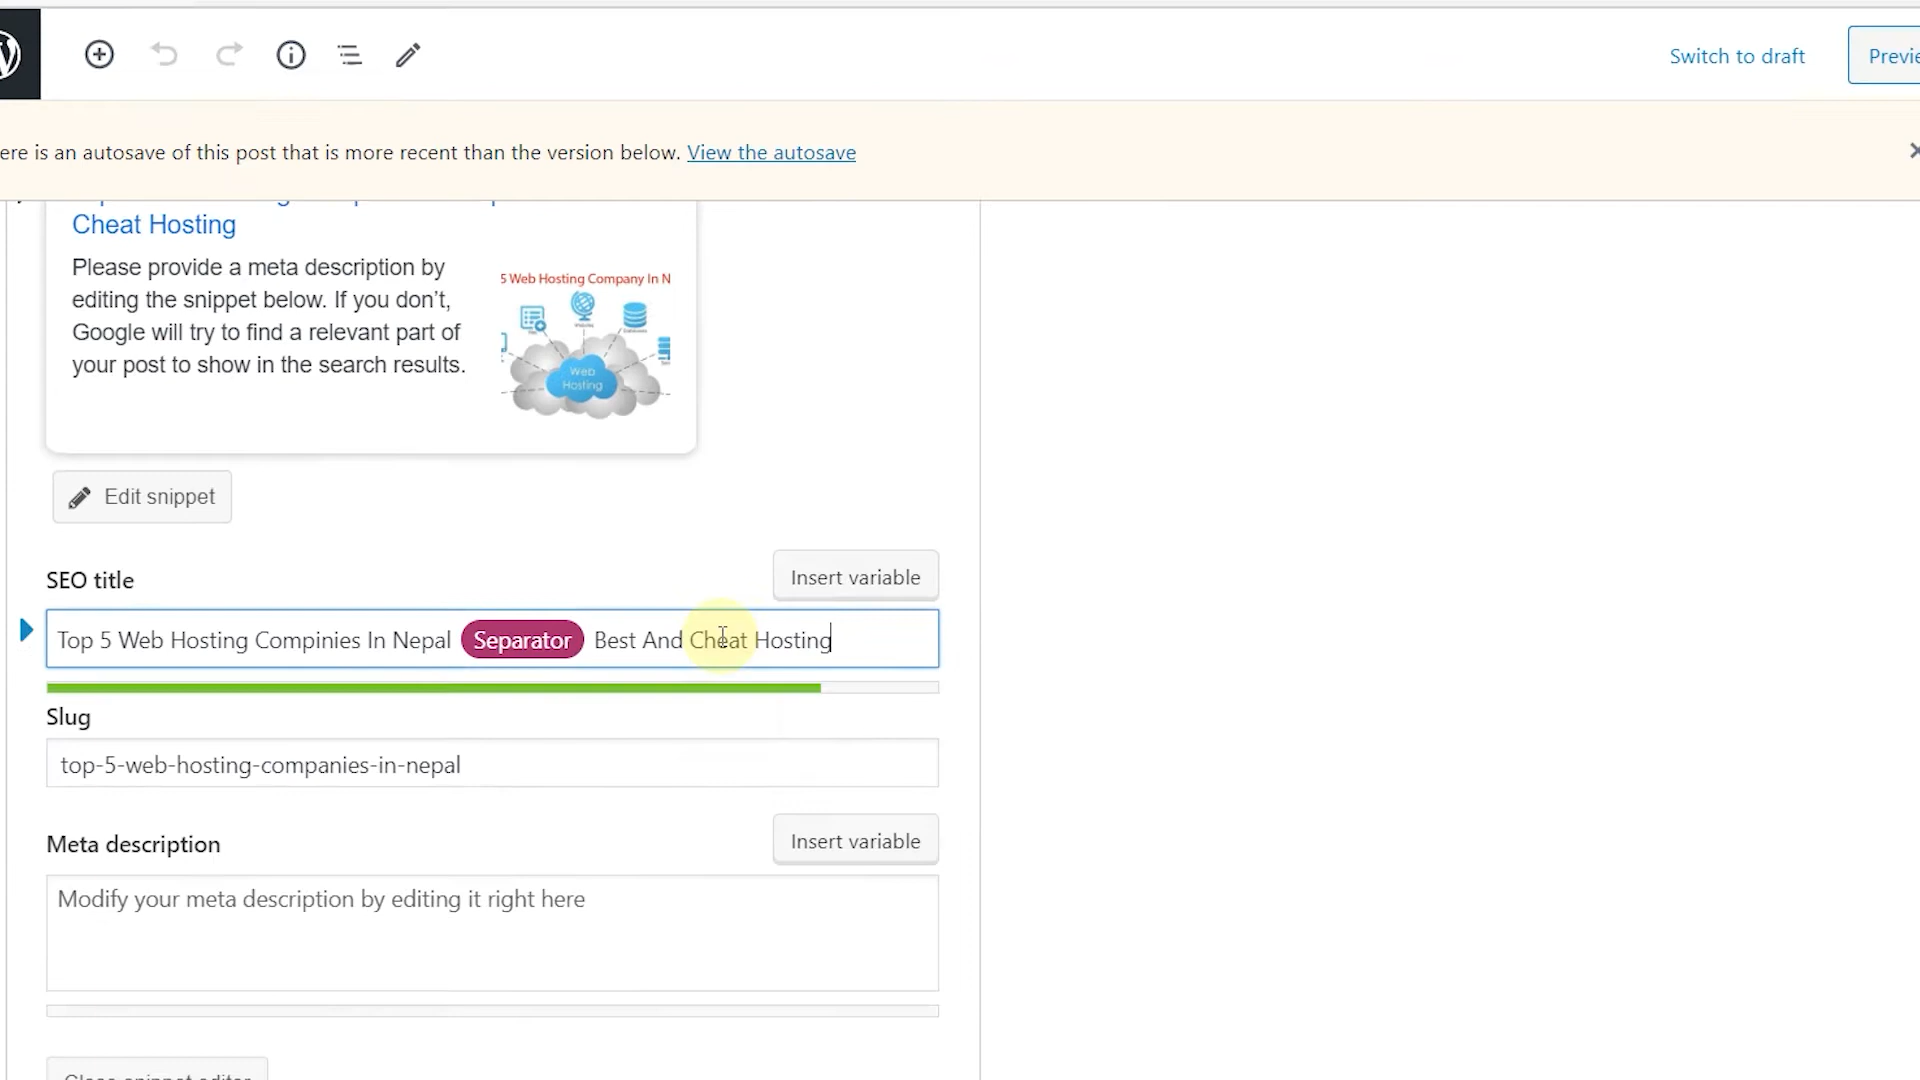 Switch to draft
ere is an autosave of this post that is more recent than the version below. View the autosave
Cheat Hosting
Please provide a meta description by
editing the snippet below. If you don’t,
Google will try to find a relevant part of
your post to show in the search results.
5 Web Hosting Company In N
Web
Hosting
Edit snippet
SEO title
Insert variable
Top 5 Web Hosting Compinies In Nepal Separator Best And Cheat Hosting
Slug
top-5-web-hosting-companies-in-nepal
Meta description
Insert variable
Modify your meta description by editing it right here